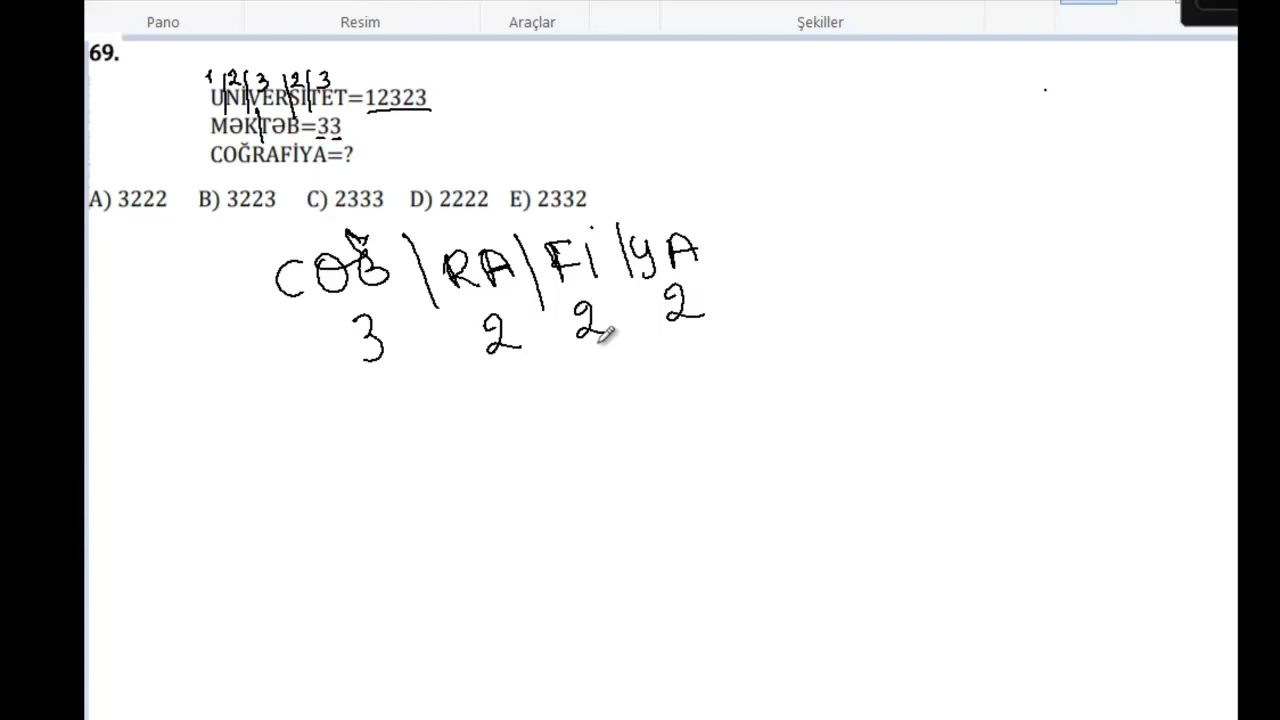 Pano Resim Araçlar Şekiller
69.
1 2 3 2 3
UNİVERSİTET=12323
MƏKTƏB=33
COĞRAFİYA=?
A) 3222 B) 3223 C) 2333 D) 2222 E) 2332
COĞ \ RA \ Fİ \ YA
3 2 2 2